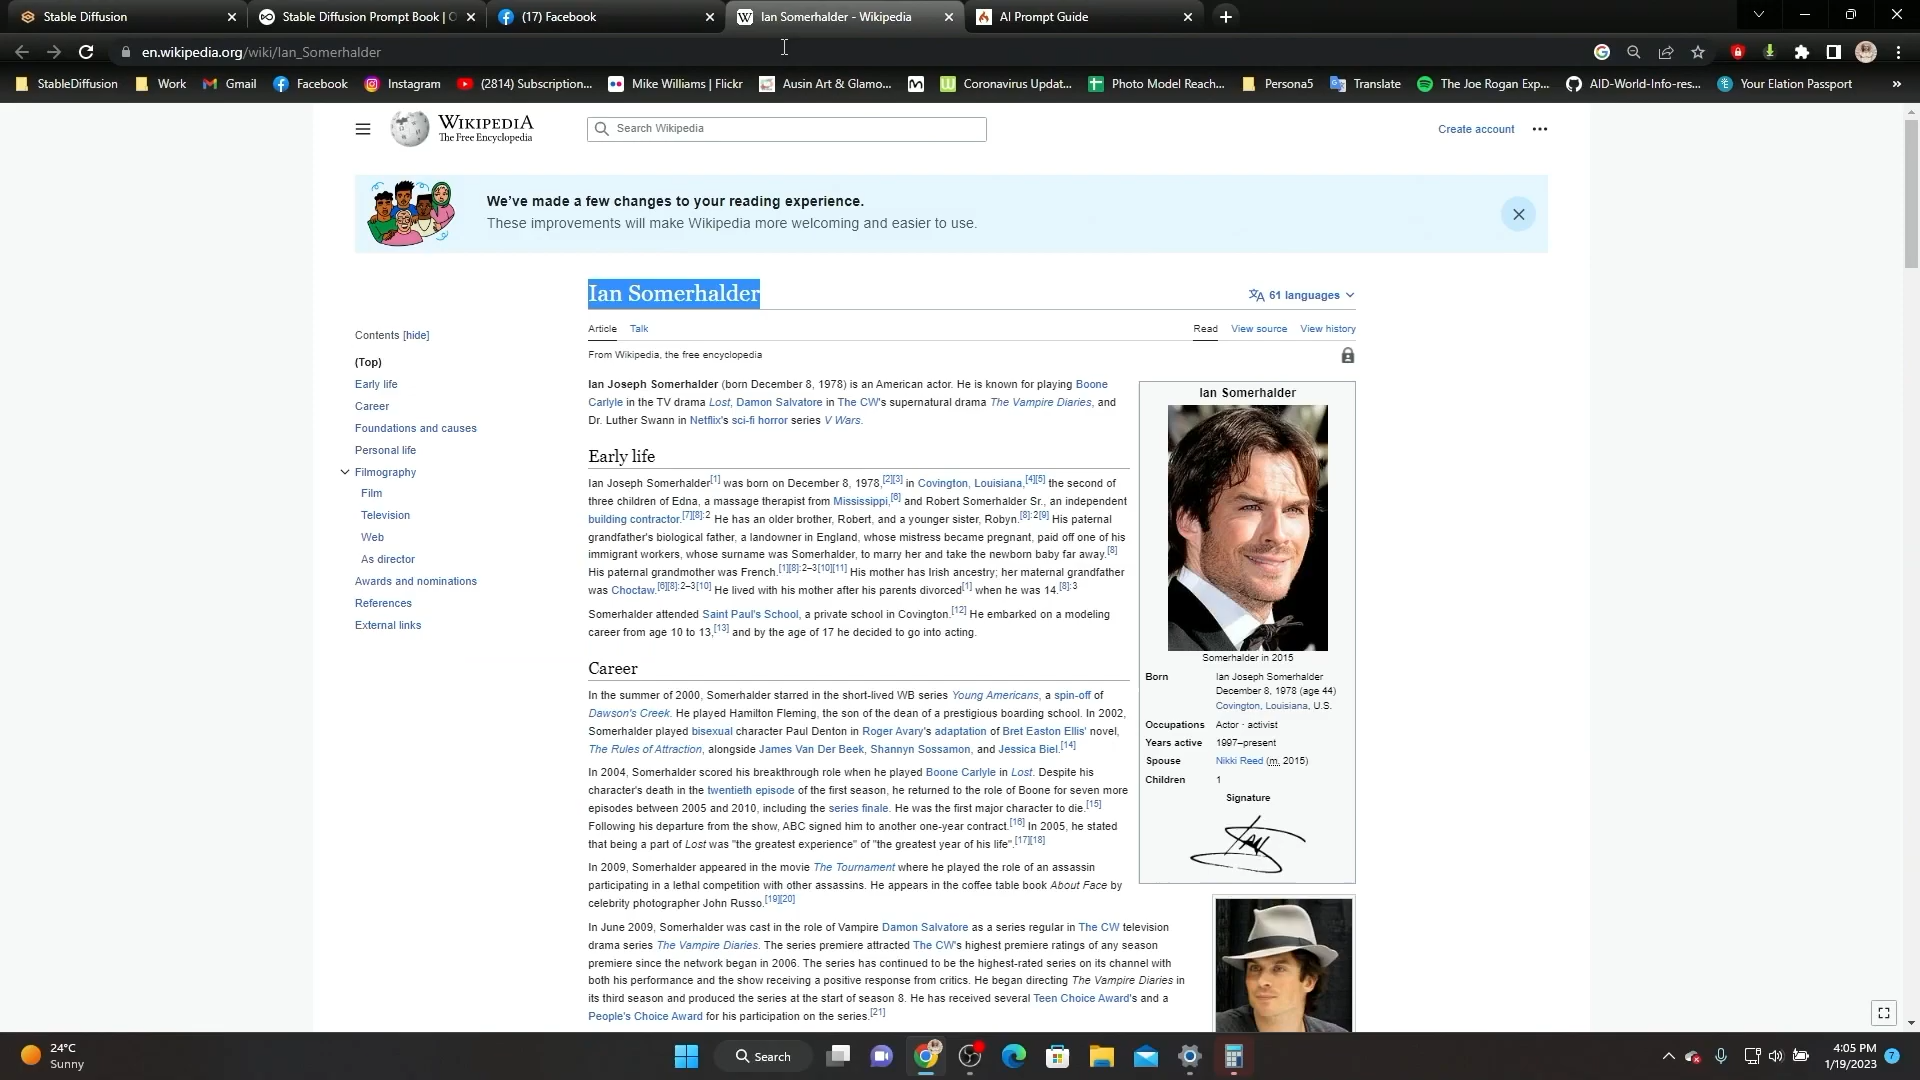 Stable Diffusion
Stable Diffusion Prompt Book | O
(17) Facebook
Ian Somerhalder - Wikipedia
AI Prompt Guide
en.wikipedia.org/wiki/Ian_Somerhalder
StableDiffusion
Work
Gmail
Facebook
Instagram
(2814) Subscription...
Mike Williams | Flickr
Ausin Art & Glamo...
Coronavirus Updat...
Photo Model Reach...
Persona5
Translate
The Joe Rogan Exp...
AID-World-Info-res...
Your Elation Passport
WIKIPEDIA
The Free Encyclopedia
Search Wikipedia
Create account
We've made a few changes to your reading experience.
These improvements will make Wikipedia more welcoming and easier to use.
Ian Somerhalder
61 languages
Contents [hide]
(Top)
Early life
Career
Foundations and causes
Personal life
Filmography
Film
Television
Web
As director
Awards and nominations
References
External links
Article Talk
Read View source View history
From Wikipedia, the free encyclopedia
Ian Joseph Somerhalder (born December 8, 1978) is an American actor. He is known for playing Boone
Carlyle in the TV drama Lost, Damon Salvatore in The CW's supernatural drama The Vampire Diaries, and
Dr. Luther Swann in Netflix's sci-fi horror series V Wars.
Early life
Ian Joseph Somerhalder[1] was born on December 8, 1978,[2][3] in Covington, Louisiana,[4][5] the second of
three children of Edna, a massage therapist from Mississippi,[6] and Robert Somerhalder Sr., an independent
building contractor.[7][8]:2 He has an older brother, Robert, and a younger sister, Robyn.[8]:2[9] His paternal
grandfather's biological father, a landowner in England, whose mistress became pregnant, paid off one of his
immigrant workers, whose surname was Somerhalder, to marry her and take the newborn baby far away.[8]
His paternal grandmother was French.[1][8]:2–3[10][11] His mother has Irish ancestry; her maternal grandfather
was Choctaw.[6][8]:2–3[10] He lived with his mother after his parents divorced[1] when he was 14.[8]:3
Somerhalder attended Saint Paul's School, a private school in Covington.[12] He embarked on a modeling
career from age 10 to 13,[13] and by the age of 17 he decided to go into acting.
Career
In the summer of 2000, Somerhalder starred in the short-lived WB series Young Americans, a spin-off of
Dawson's Creek. He played Hamilton Fleming, the son of the dean of a prestigious boarding school. In 2002,
Somerhalder played bisexual character Paul Denton in Roger Avary's adaptation of Bret Easton Ellis' novel,
The Rules of Attraction, alongside James Van Der Beek, Shannyn Sossamon, and Jessica Biel.[14]
In 2004, Somerhalder scored his breakthrough role when he played Boone Carlyle in Lost. Despite his
character's death in the twentieth episode of the first season, he returned to the role of Boone for seven more
episodes between 2005 and 2010, including the series finale. He was the first major character to die.[15]
Following his departure from the show, ABC signed him to another one-year contract.[16] In 2005, he stated
that being a part of Lost was "the greatest experience" of "the greatest year of his life".[17][18]
In 2009, Somerhalder appeared in the movie The Tournament where he played the role of an assassin
participating in a lethal competition with other assassins. He appears in the coffee table book About Face by
celebrity photographer John Russo.[19][20]
In June 2009, Somerhalder was cast in the role of Vampire Damon Salvatore as a series regular in The CW television
drama series The Vampire Diaries. The series premiere attracted The CW's highest premiere ratings of any season
premiere since the network began in 2006. The series has continued to be the highest-rated series on its channel with
both his performance and the show receiving a positive response from critics. He began directing The Vampire Diaries in
its third season and produced the series at the start of season 8. He has received several Teen Choice Award's and a
People's Choice Award for his participation on the series.[21]
Ian Somerhalder
Somerhalder in 2015
Born Ian Joseph Somerhalder
December 8, 1978 (age 44)
Covington, Louisiana, U.S.
Occupations Actor · activist
Years active 1997–present
Spouse Nikki Reed (m. 2015)
Children 1
Signature
24°C
Sunny
Search
4:05 PM
1/19/2023
7